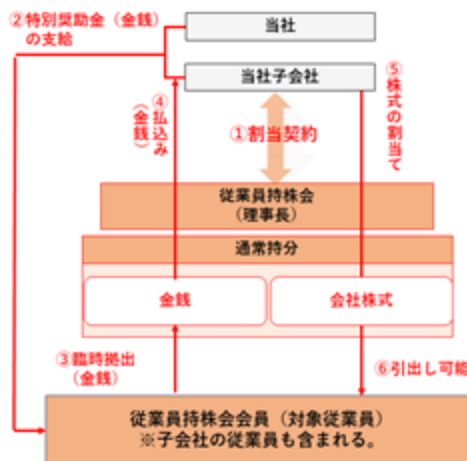 ②特別奨励金（金銭）
の支給
当社
当社子会社
⑤株式の割当て
④払込み
（金銭）
①割当契約
従業員持株会
（理事長）
通常持分
金銭
会社株式
③臨時拠出
（金銭）
⑥引出し可能
従業員持株会会員（対象従業員）
※子会社の従業員も含まれる。